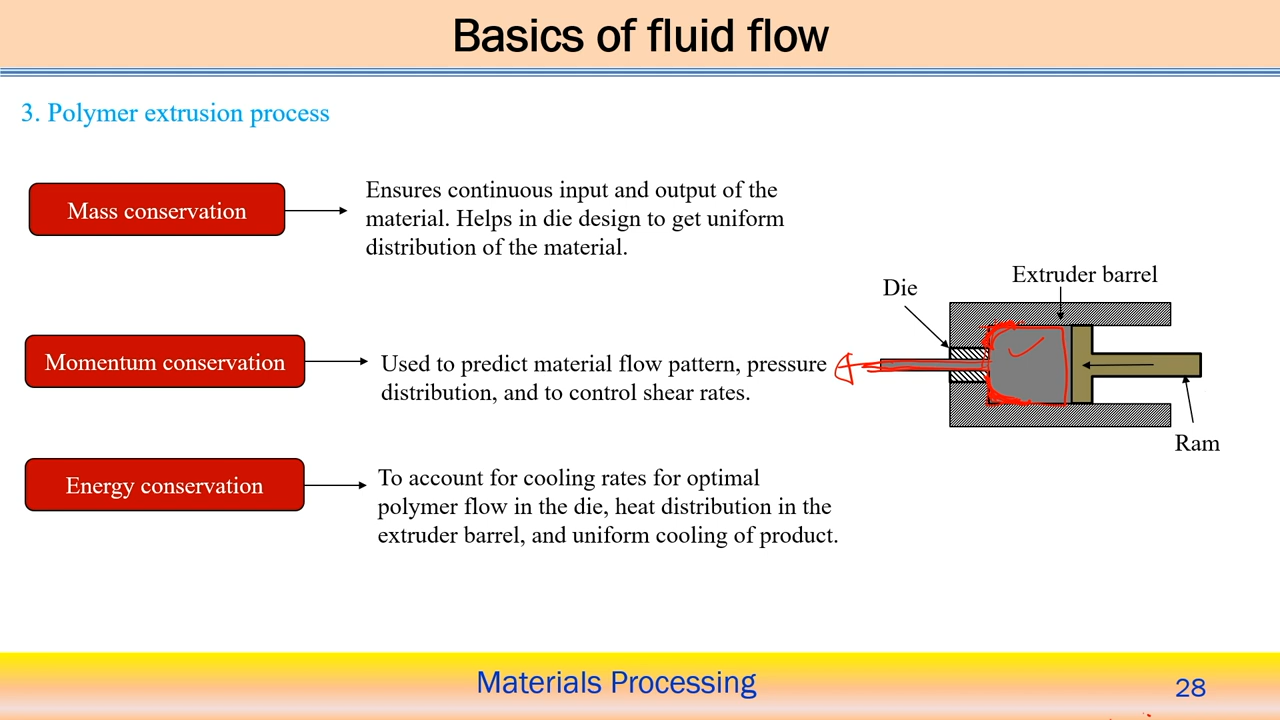 Basics of fluid flow
3. Polymer extrusion process
Mass conservation
Ensures continuous input and output of the
material. Helps in die design to get uniform
distribution of the material.
Extruder barrel
Die
Momentum conservation
Used to predict material flow pattern, pressure
distribution, and to control shear rates.
Ram
Energy conservation
To account for cooling rates for optimal
polymer flow in the die, heat distribution in the
extruder barrel, and uniform cooling of product.
Materials Processing
28